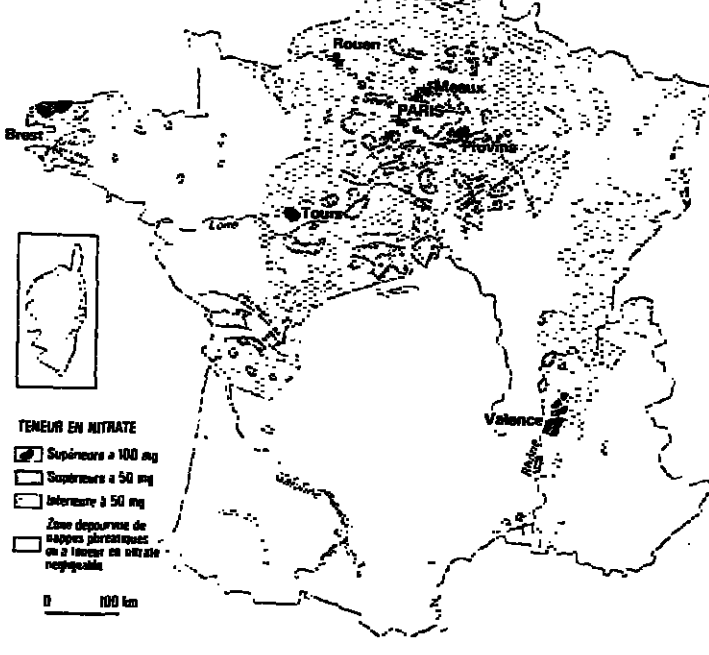 Rouen
Meaux
Seine
PARIS
Brest
Provins
Tours
Loire
Valence
Rhône
Garonne
TENEUR EN NITRATE
Supérieure à 100 mg
Supérieure à 50 mg
Inférieure à 50 mg
Zone dépourvue de
nappes phréatiques
ou à teneur en nitrate
négligeable
0 100 km